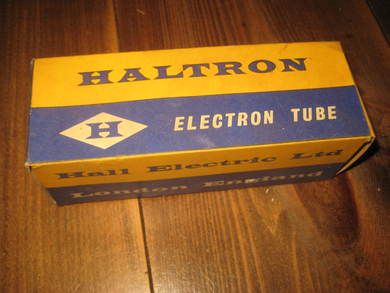 HALTRON
H
ELECTRON TUBE
Hall Electric Ltd
London England